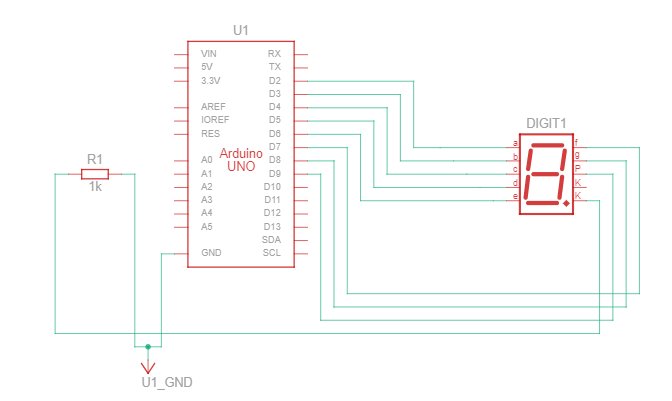 U1
VIN RX
5V TX
3.3V D2
D3
AREF D4
IOREF D5
RES D6
Arduino
UNO
D7
A0 D8
A1 D9
A2 D10
A3 D11
A4 D12
A5 D13
SDA
GND SCL
R1
1k
DIGIT1
a f
b g
c P
d K
e K
U1_GND